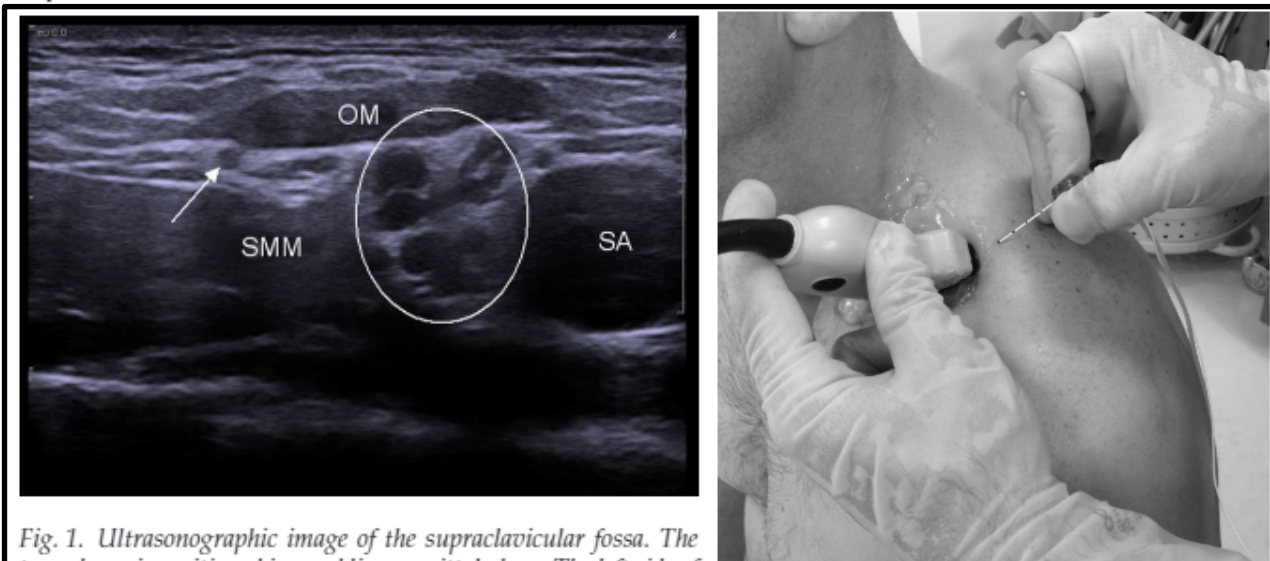 OM
SMM
SA
Fig. 1. Ultrasonographic image of the supraclavicular fossa. The